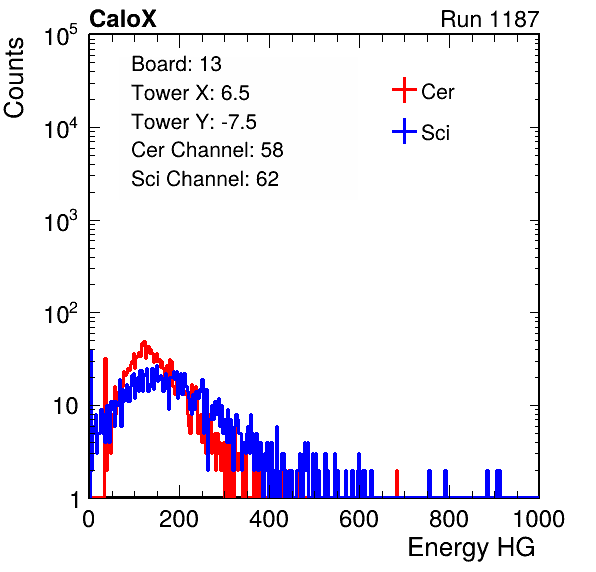 CaloX Run 1187
Counts
10^5
10^4
10^3
10^2
10
1
Board: 13
Tower X: 6.5
Tower Y: -7.5
Cer Channel: 58
Sci Channel: 62
Cer
Sci
0 200 400 600 800 1000
Energy HG